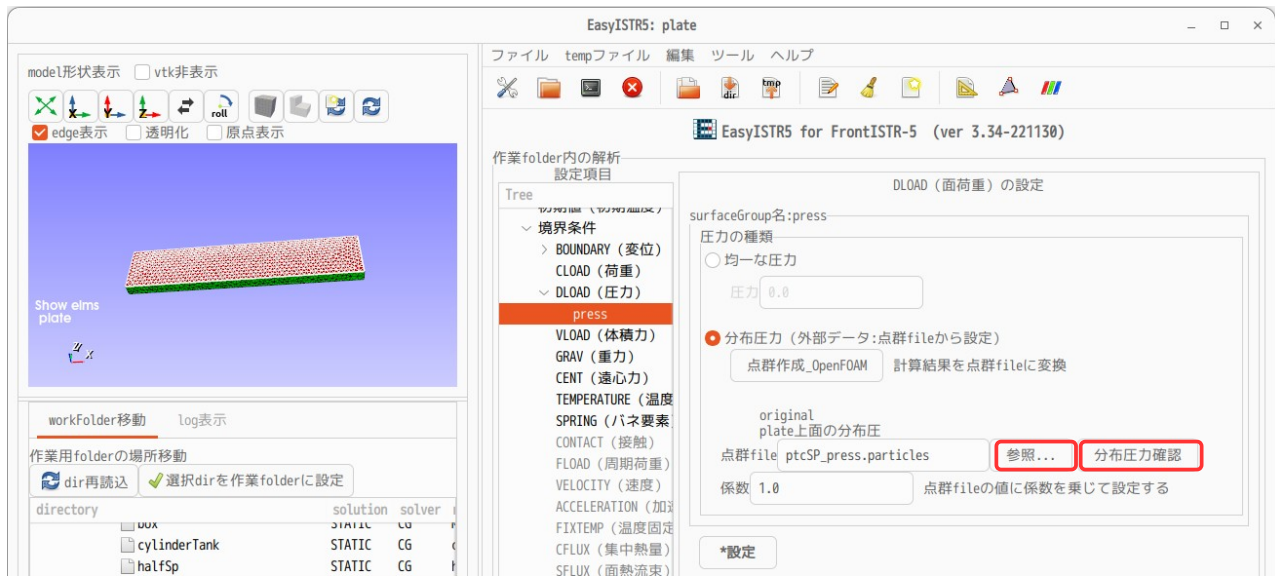 EasyISTR5: plate
ファイル tempファイル 編集 ツール ヘルプ
model形状表示 vtk非表示
roll
dir
tmp
edge表示 透明化 原点表示
EasyISTR5 for FrontISTR-5 (ver 3.34-221130)
作業folder内の解析
設定項目
Tree
初期値 (初期温度)
境界条件
BOUNDARY (変位)
CLOAD (荷重)
DLOAD (圧力)
press
VLOAD (体積力)
GRAV (重力)
CENT (遠心力)
TEMPERATURE (温度
SPRING (バネ要素
CONTACT (接触)
FLOAD (周期荷重)
VELOCITY (速度)
ACCELERATION (加速
FIXTEMP (温度固定
CFLUX (集中熱量)
SFLUX (面熱流束)
DLOAD (面荷重) の設定
surfaceGroup名:press
圧力の種類
均一な圧力
圧力 0.0
分布圧力 (外部データ:点群fileから設定)
点群作成_OpenFOAM 計算結果を点群fileに変換
original
plate上面の分布圧
点群file ptcSP_press.particles 参照... 分布圧力確認
係数 1.0 点群fileの値に係数を乗じて設定する
*設定
Show elms
plate
y
x
workFolder移動 log表示
作業用folderの場所移動
dir再読込 選択dirを作業folderに設定
directory solution solver
box STATIC CG
cylinderTank STATIC CG
halfSp STATIC CG